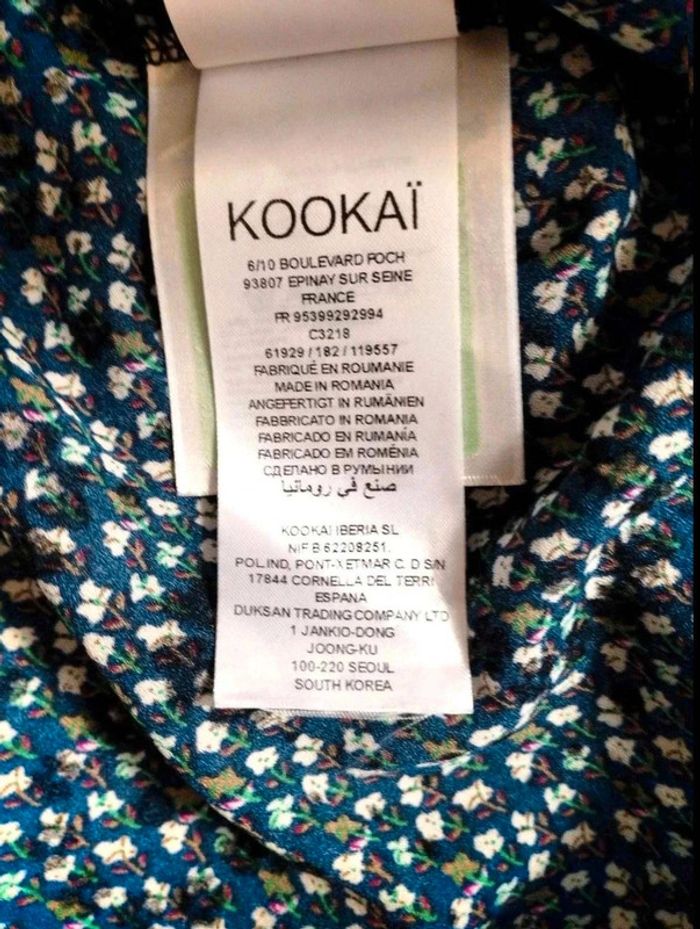 KOOKAÏ
6/10 BOULEVARD FOCH
93807 EPINAY SUR SEINE
FRANCE
FR 95399292994
C3218
61929 / 182 / 119557
FABRIQUÉ EN ROUMANIE
MADE IN ROMANIA
ANGEFERTIGT IN RUMÄNIEN
FABBRICATO IN ROMANIA
FABRICADO EN RUMANÍA
FABRICADO EM ROMÉNIA
СДЕЛАНО В РУМЫНИИ
صنع في رومانيا
KOOKAI IBERIA SL
NIF B 62208251.
POL.IND, PONT-XETMAR C. D S/N
17844 CORNELLA DEL TERRI
ESPANA
DUKSAN TRADING COMPANY LTD
1 JANKIO-DONG
JOONG-KU
100-220 SEOUL
SOUTH KOREA